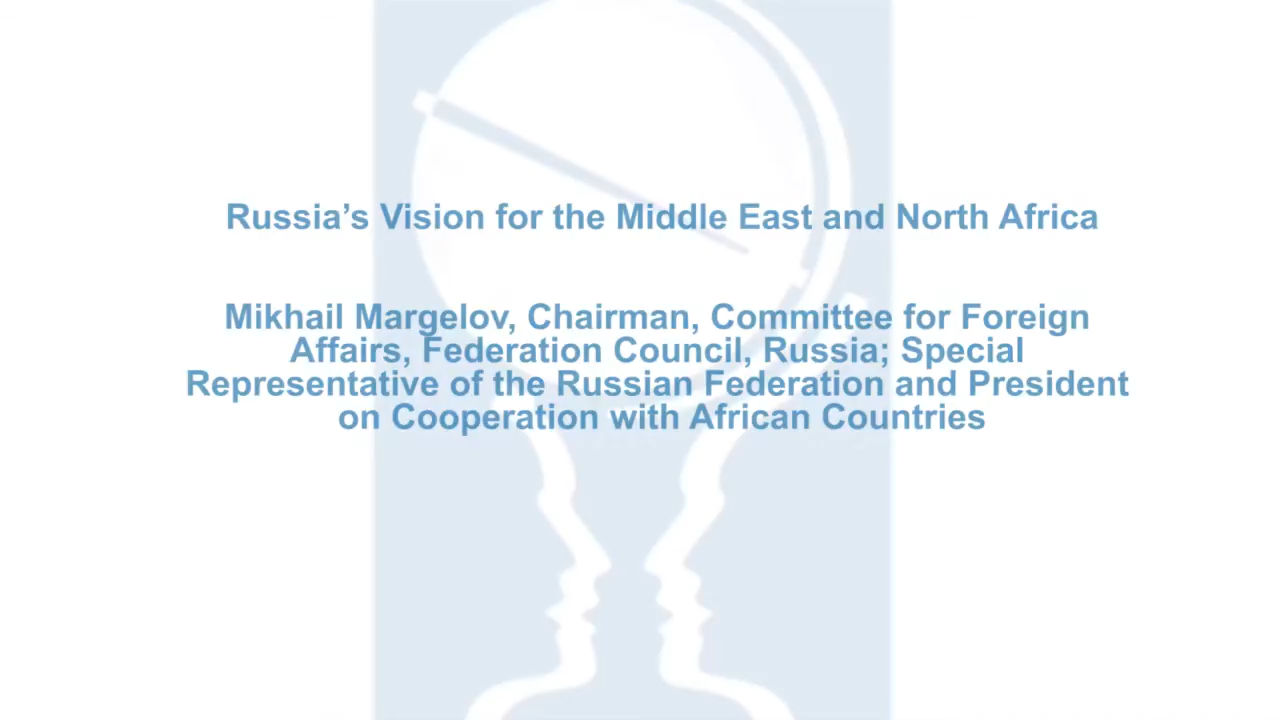 Russia’s Vision for the Middle East and North Africa
Mikhail Margelov, Chairman, Committee for Foreign
Affairs, Federation Council, Russia; Special
Representative of the Russian Federation and President
on Cooperation with African Countries